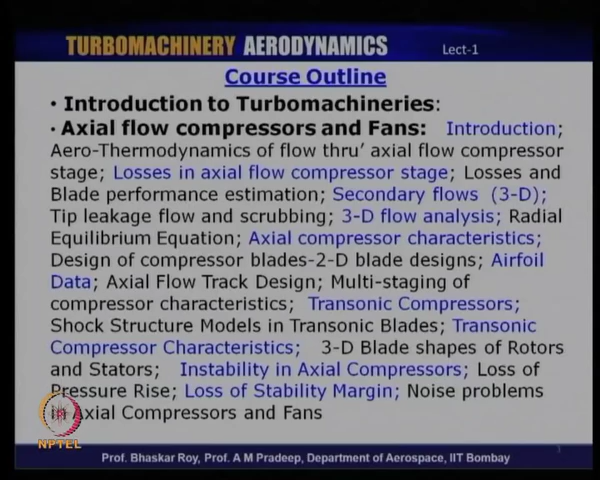 TURBOMACHINERY AERODYNAMICS Lect-1
Course Outline
• Introduction to Turbomachineries:
• Axial flow compressors and Fans: Introduction;
Aero-Thermodynamics of flow thru’ axial flow compressor
stage; Losses in axial flow compressor stage; Losses and
Blade performance estimation; Secondary flows (3-D);
Tip leakage flow and scrubbing; 3-D flow analysis; Radial
Equilibrium Equation; Axial compressor characteristics;
Design of compressor blades-2-D blade designs; Airfoil
Data; Axial Flow Track Design; Multi-staging of
compressor characteristics; Transonic Compressors;
Shock Structure Models in Transonic Blades; Transonic
Compressor Characteristics; 3-D Blade shapes of Rotors
and Stators; Instability in Axial Compressors; Loss of
Pressure Rise; Loss of Stability Margin; Noise problems
in Axial Compressors and Fans
NPTEL
1
Prof. Bhaskar Roy, Prof. A M Pradeep, Department of Aerospace, IIT Bombay